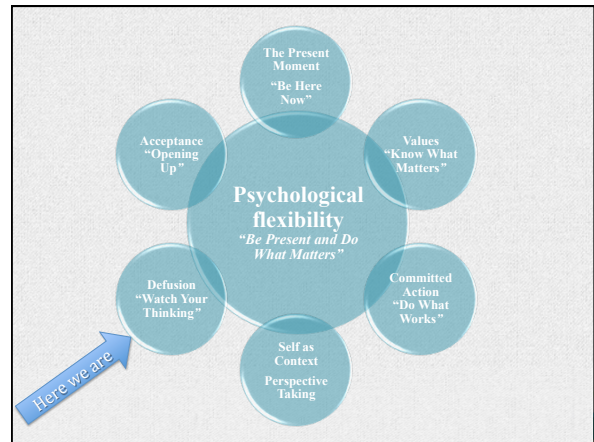 The Present
Moment
“Be Here
Now”
Acceptance
“Opening
Up”
Values
“Know What
Matters”
Psychological
flexibility
“Be Present and Do
What Matters”
Defusion
“Watch Your
Thinking”
Committed
Action
“Do What
Works”
Self as
Context
Perspective
Taking
Here we are